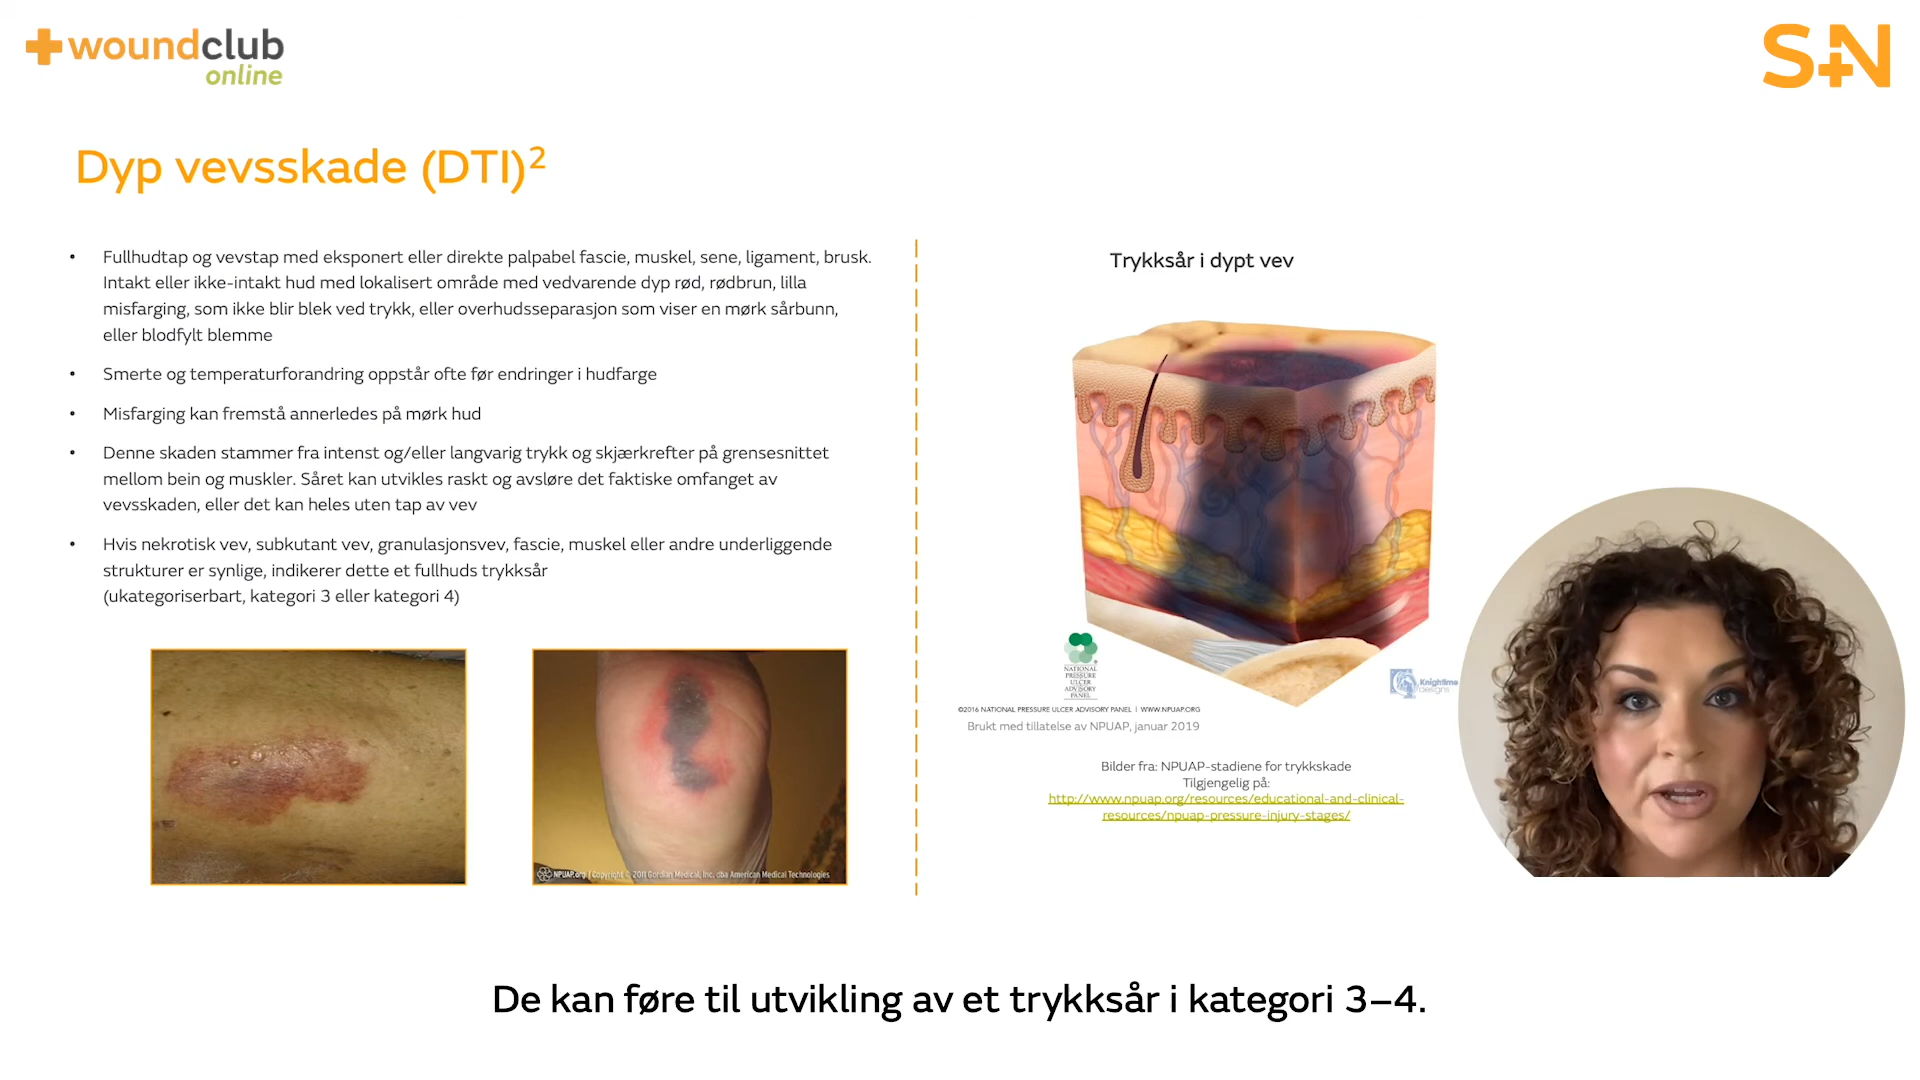 woundclub
online
S+N
Dyp vevsskade (DTI)²
• Fullhudtap og vevstap med eksponert eller direkte palpabel fascie, muskel, sene, ligament, brusk.
Intakt eller ikke-intakt hud med lokalisert område med vedvarende dyp rød, rødbrun, lilla
misfarging, som ikke blir blek ved trykk, eller overhudsseparasjon som viser en mørk sårbunn,
eller blodfylt blemme
• Smerte og temperaturforandring oppstår ofte før endringer i hudfarge
• Misfarging kan fremstå annerledes på mørk hud
• Denne skaden stammer fra intenst og/eller langvarig trykk og skjærkrefter på grensesnittet
mellom bein og muskler. Såret kan utvikles raskt og avsløre det faktiske omfanget av
vevsskaden, eller det kan heles uten tap av vev
• Hvis nekrotisk vev, subkutant vev, granulasjonsvev, fascie, muskel eller andre underliggende
strukturer er synlige, indikerer dette et fullhuds trykksår
(ukategoriserbart, kategori 3 eller kategori 4)
NPUAP.org | Copyright © 2011 Gordian Medical, Inc. dba American Medical Technologies
Trykksår i dypt vev
NATIONAL
PRESSURE
ULCER
ADVISORY
PANEL
Knightime
designs
©2016 NATIONAL PRESSURE ULCER ADVISORY PANEL | WWW.NPUAP.ORG
Brukt med tillatelse av NPUAP, januar 2019
Bilder fra: NPUAP-stadiene for trykkskade
Tilgjengelig på:
http://www.npuap.org/resources/educational-and-clinical-
resources/npuap-pressure-injury-stages/
De kan føre til utvikling av et trykksår i kategori 3–4.